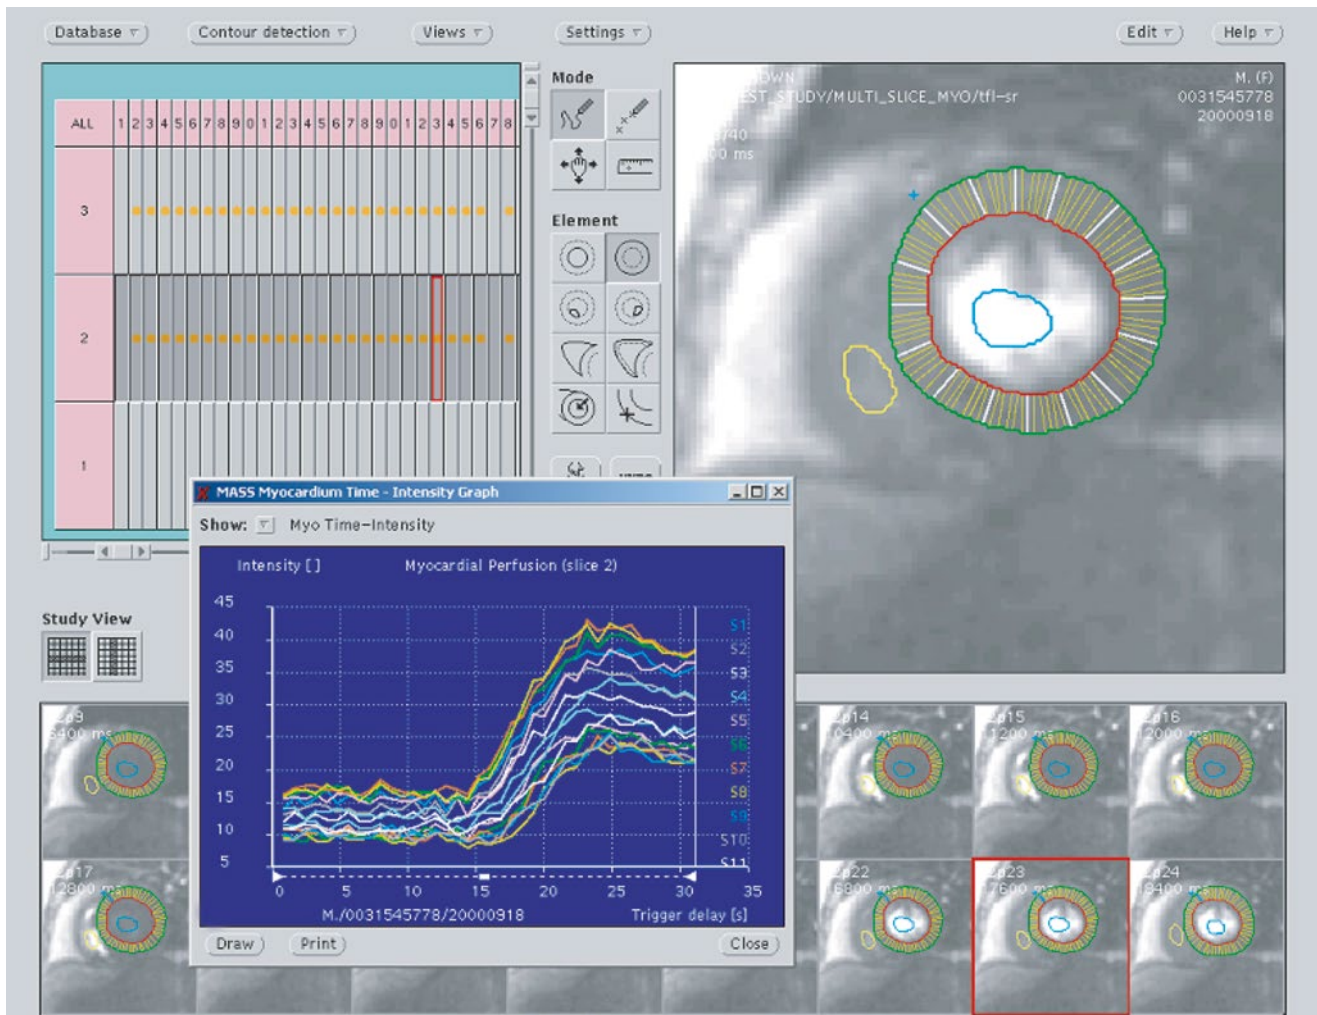 Database
Contour detection
Views
Settings
Edit
Help
ALL 1 2 3 4 5 6 7 8 9 0 1 2 3 4 5 6 7 8 9 0 1 2 3 4 5 6 7 8
3
2
1
Mode
Element
M. (F)
EST_STUDY/MULTI_SLICE_MYO/tfl-sr
0031545778
20000918
MASS Myocardium Time - Intensity Graph
Show: Myo Time-Intensity
Intensity [ ]
Myocardial Perfusion (slice 2)
45
40
35
30
25
20
15
10
5
0 5 10 15 20 25 30 35
S1
S2
S3
S4
S5
S6
S7
S8
S9
S10
S11
M./0031545778/20000918
Trigger delay [s]
Draw
Print
Close
Study View